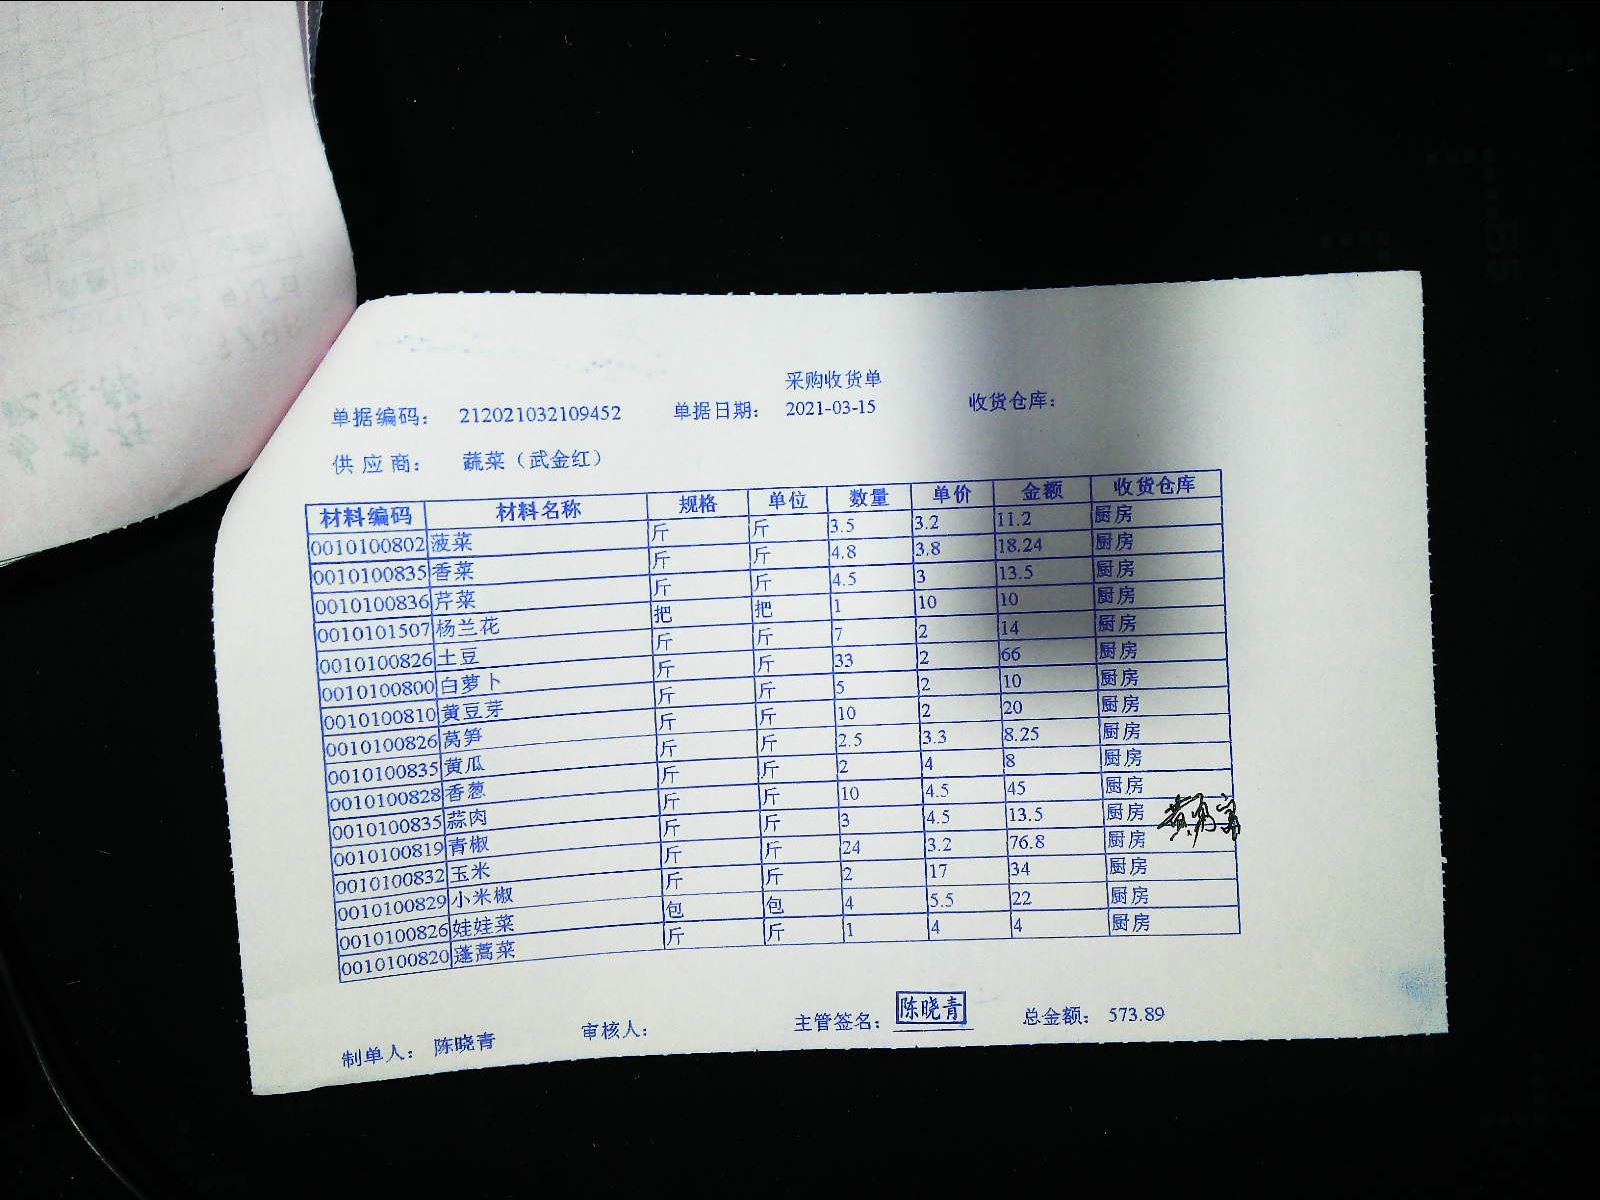 采购收货单
单据编码： 212021032109452 单据日期： 2021-03-15 收货仓库：
供应商： 蔬菜（武金红）
材料编码 材料名称 规格 单位 数量 单价 金额 收货仓库
0010100802 菠菜 斤 斤 3.5 3.2 11.2 厨房
0010100835 香菜 斤 斤 4.8 3.8 18.24 厨房
0010100836 芹菜 斤 斤 4.5 3 13.5 厨房
0010101507 杨兰花 把 把 1 10 10 厨房
0010100826 土豆 斤 斤 7 2 14 厨房
0010100800 白萝卜 斤 斤 33 2 66 厨房
0010100810 黄豆芽 斤 斤 5 2 10 厨房
0010100826 莴笋 斤 斤 10 2 20 厨房
0010100835 黄瓜 斤 斤 2.5 3.3 8.25 厨房
0010100828 香葱 斤 斤 2 4 8 厨房
0010100835 蒜肉 斤 斤 10 4.5 45 厨房
0010100819 青椒 斤 斤 3 4.5 13.5 厨房
0010100832 玉米 斤 斤 24 3.2 76.8 厨房
0010100829 小米椒 斤 斤 2 17 34 厨房
0010100826 娃娃菜 包 包 4 5.5 22 厨房
0010100820 蓬蒿菜 斤 斤 1 4 4 厨房
制单人： 陈晓青 审核人： 主管签名： 陈晓青 总金额： 573.89